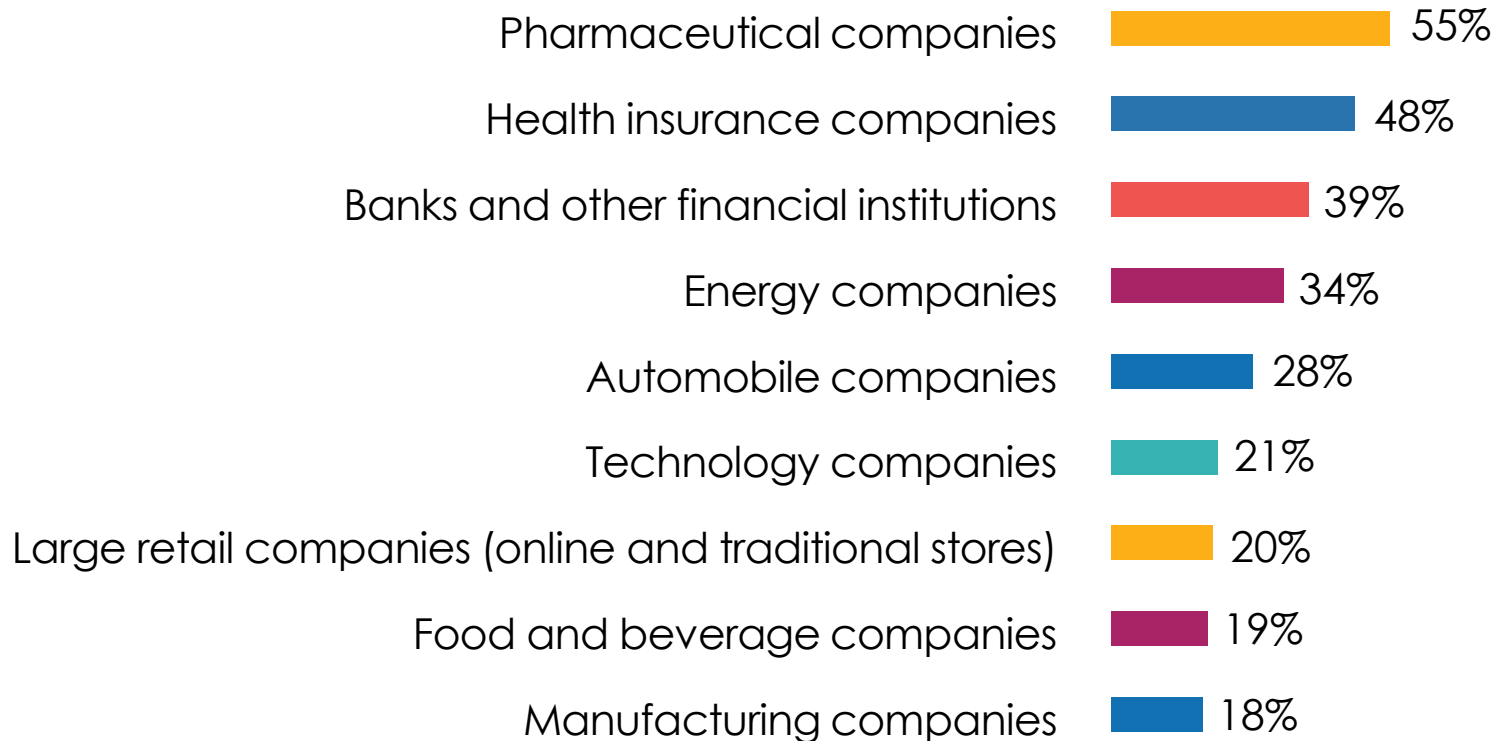 Pharmaceutical companies 55%
Health insurance companies 48%
Banks and other financial institutions 39%
Energy companies 34%
Automobile companies 28%
Technology companies 21%
Large retail companies (online and traditional stores) 20%
Food and beverage companies 19%
Manufacturing companies 18%